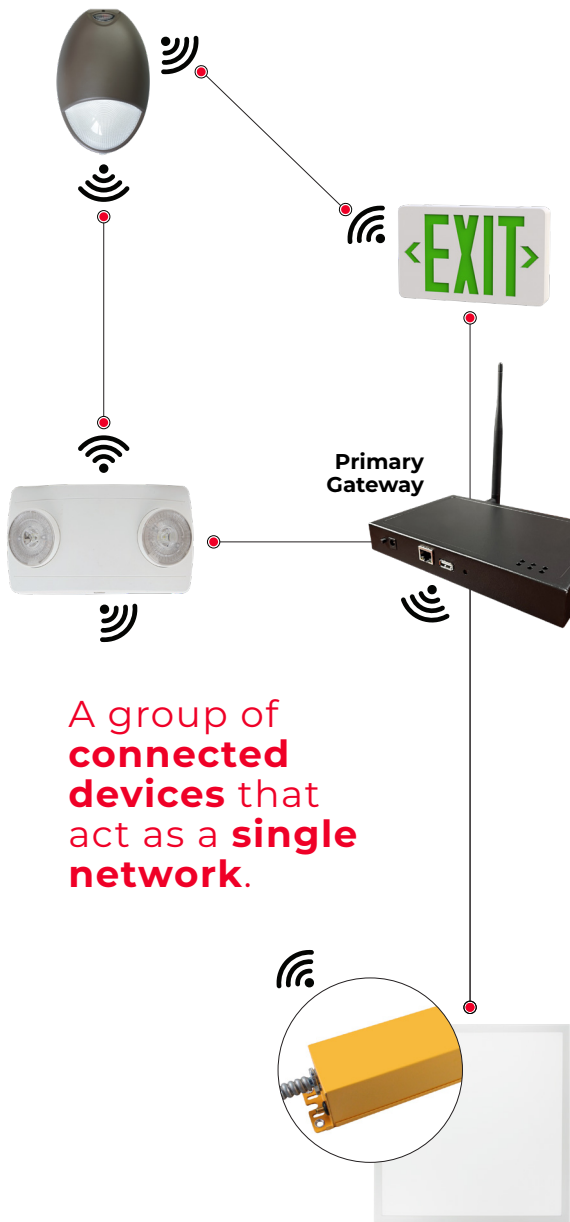 EXIT
Primary
Gateway
A group of
connected
devices that
act as a single
network.